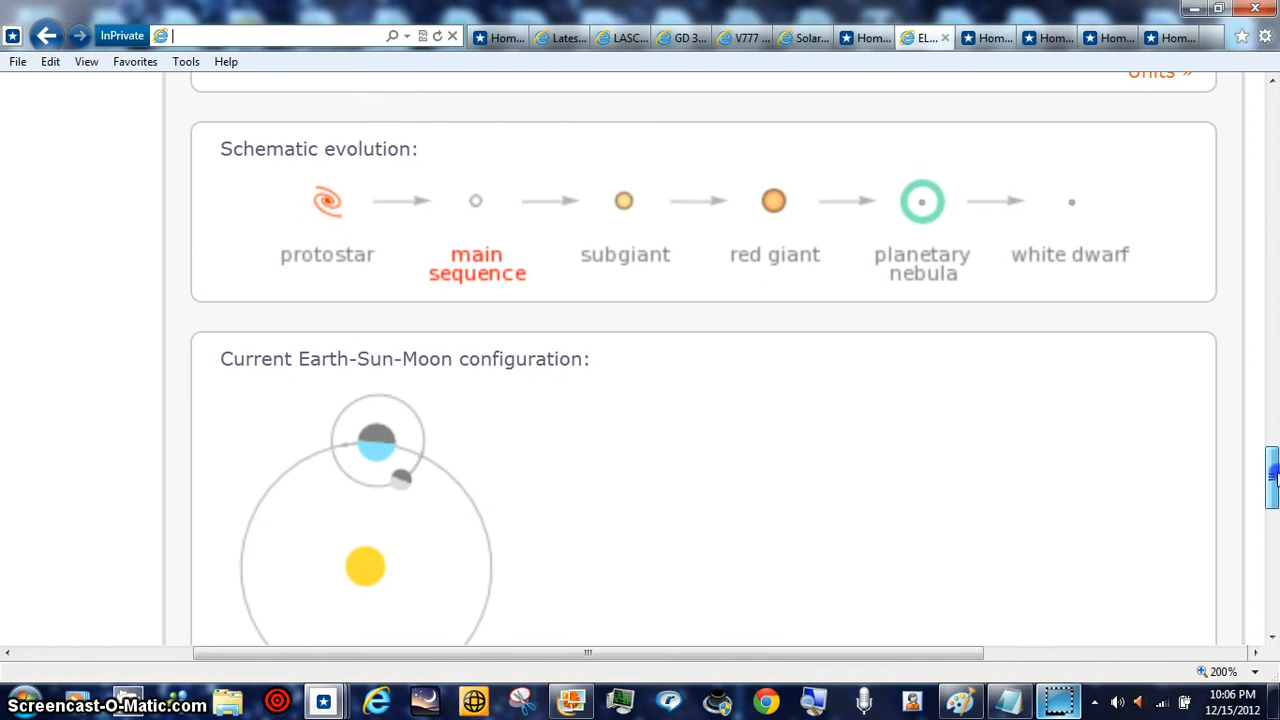 InPrivate
Hom...
Lates...
LASC...
GD 3...
V777 ...
Solar...
Hom...
EL...
Hom...
Hom...
Hom...
Hom...
File Edit View Favorites Tools Help
Units »
Schematic evolution:
protostar
main
sequence
subgiant
red giant
planetary
nebula
white dwarf
Current Earth-Sun-Moon configuration:
200%
10:06 PM
12/15/2012
Screencast-O-Matic.com